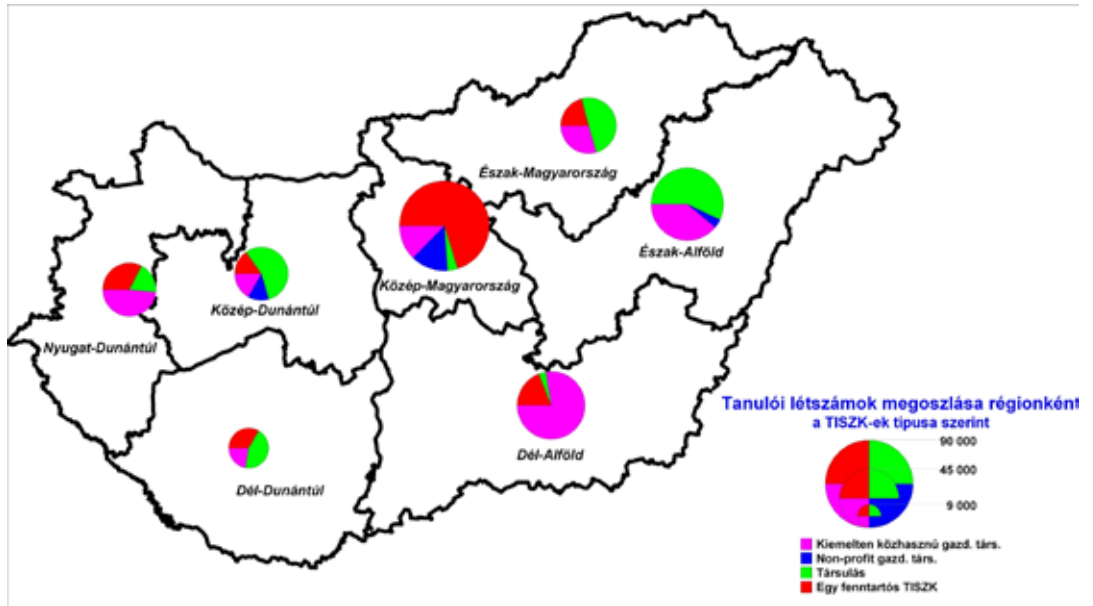 Észak-Magyarország
Észak-Alföld
Közép-Magyarország
Közép-Dunántúl
Nyugat-Dunántúl
Dél-Alföld
Dél-Dunántúl
Tanulói létszámok megoszlása régionként
a TISZK-ek típusa szerint
90 000
45 000
9 000
Kiemelten közhasznú gazd. társ.
Non-profit gazd. társ.
Társulás
Egy fenntartós TISZK